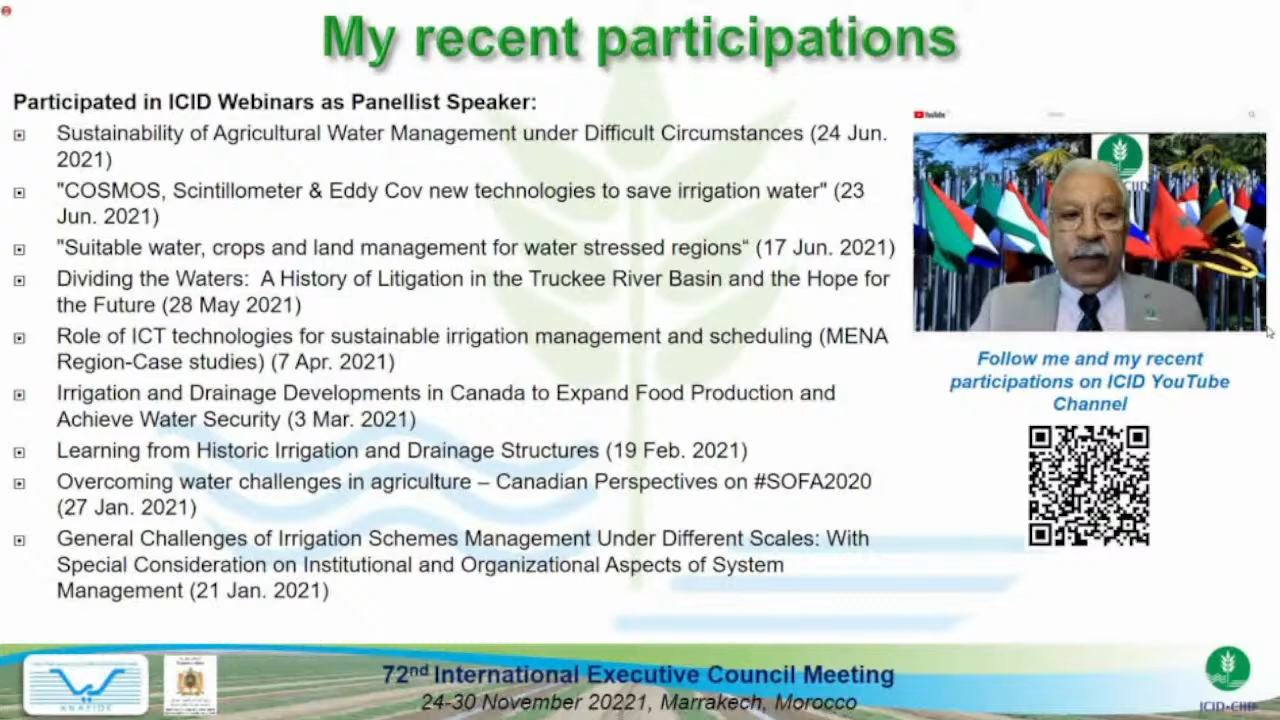 My recent participations
Participated in ICID Webinars as Panellist Speaker:
Sustainability of Agricultural Water Management under Difficult Circumstances (24 Jun.
2021)
"COSMOS, Scintillometer & Eddy Cov new technologies to save irrigation water" (23
Jun. 2021)
"Suitable water, crops and land management for water stressed regions“ (17 Jun. 2021)
Dividing the Waters:  A History of Litigation in the Truckee River Basin and the Hope for
the Future (28 May 2021)
Role of ICT technologies for sustainable irrigation management and scheduling (MENA
Region-Case studies) (7 Apr. 2021)
Irrigation and Drainage Developments in Canada to Expand Food Production and
Achieve Water Security (3 Mar. 2021)
Learning from Historic Irrigation and Drainage Structures (19 Feb. 2021)
Overcoming water challenges in agriculture – Canadian Perspectives on #SOFA2020
(27 Jan. 2021)
General Challenges of Irrigation Schemes Management Under Different Scales: With
Special Consideration on Institutional and Organizational Aspects of System
Management (21 Jan. 2021)
YouTube
Follow me and my recent
participations on ICID YouTube
Channel
72nd International Executive Council Meeting
24-30 November 20221, Marrakech, Morocco
ANAFIDE
ICID•CIID